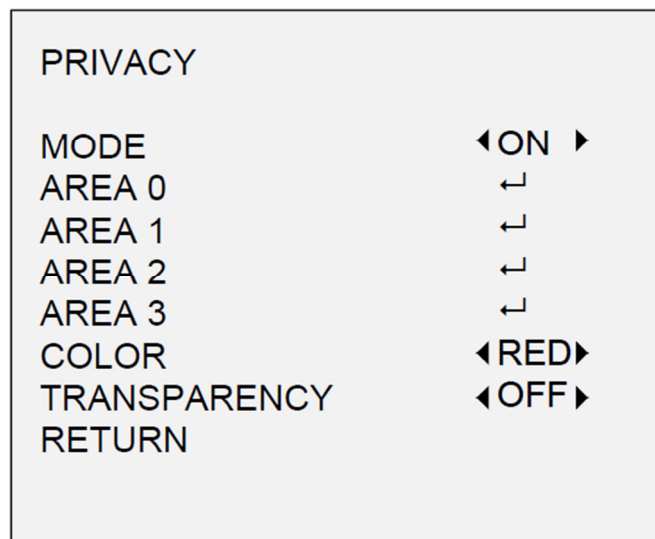 PRIVACY
MODE ON
AREA 0 ↵
AREA 1 ↵
AREA 2 ↵
AREA 3 ↵
COLOR RED
TRANSPARENCY OFF
RETURN